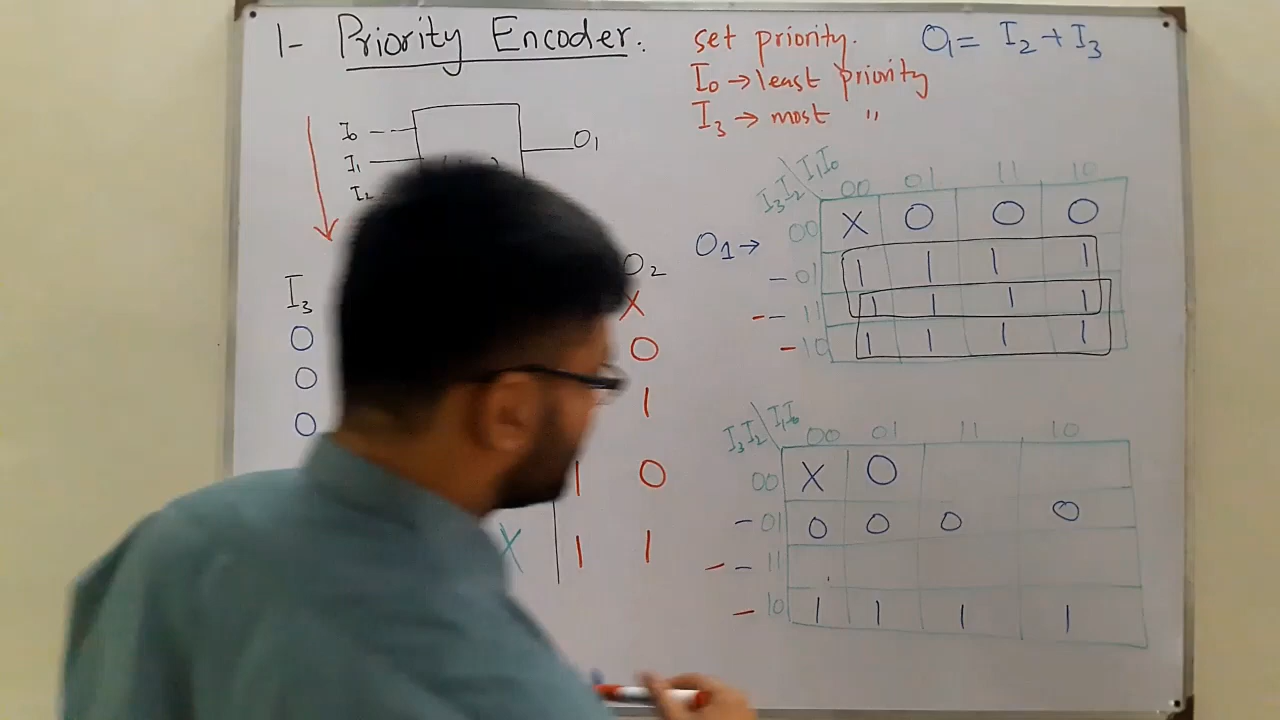 1- Priority Encoder.
set priority.
I₀ → least priority
I₃ → most "
O₁ = I₂ + I₃
I₀
I₁
I₂
O₁
I₃
O₂
X
0 0
0 1
0
1 0
X 1 1
O₁ →
I₃I₂ \ I₁I₀
00 01 11 10
00 X 0 0 0
- 01 1 1 1 1
-- 11 1 1 1 1
- 10 1 1 1 1
I₃I₂ \ I₁I₀
00 01 11 10
00 X 0
- 01 0 0 0 0
-- 11
- 10 1 1 1 1